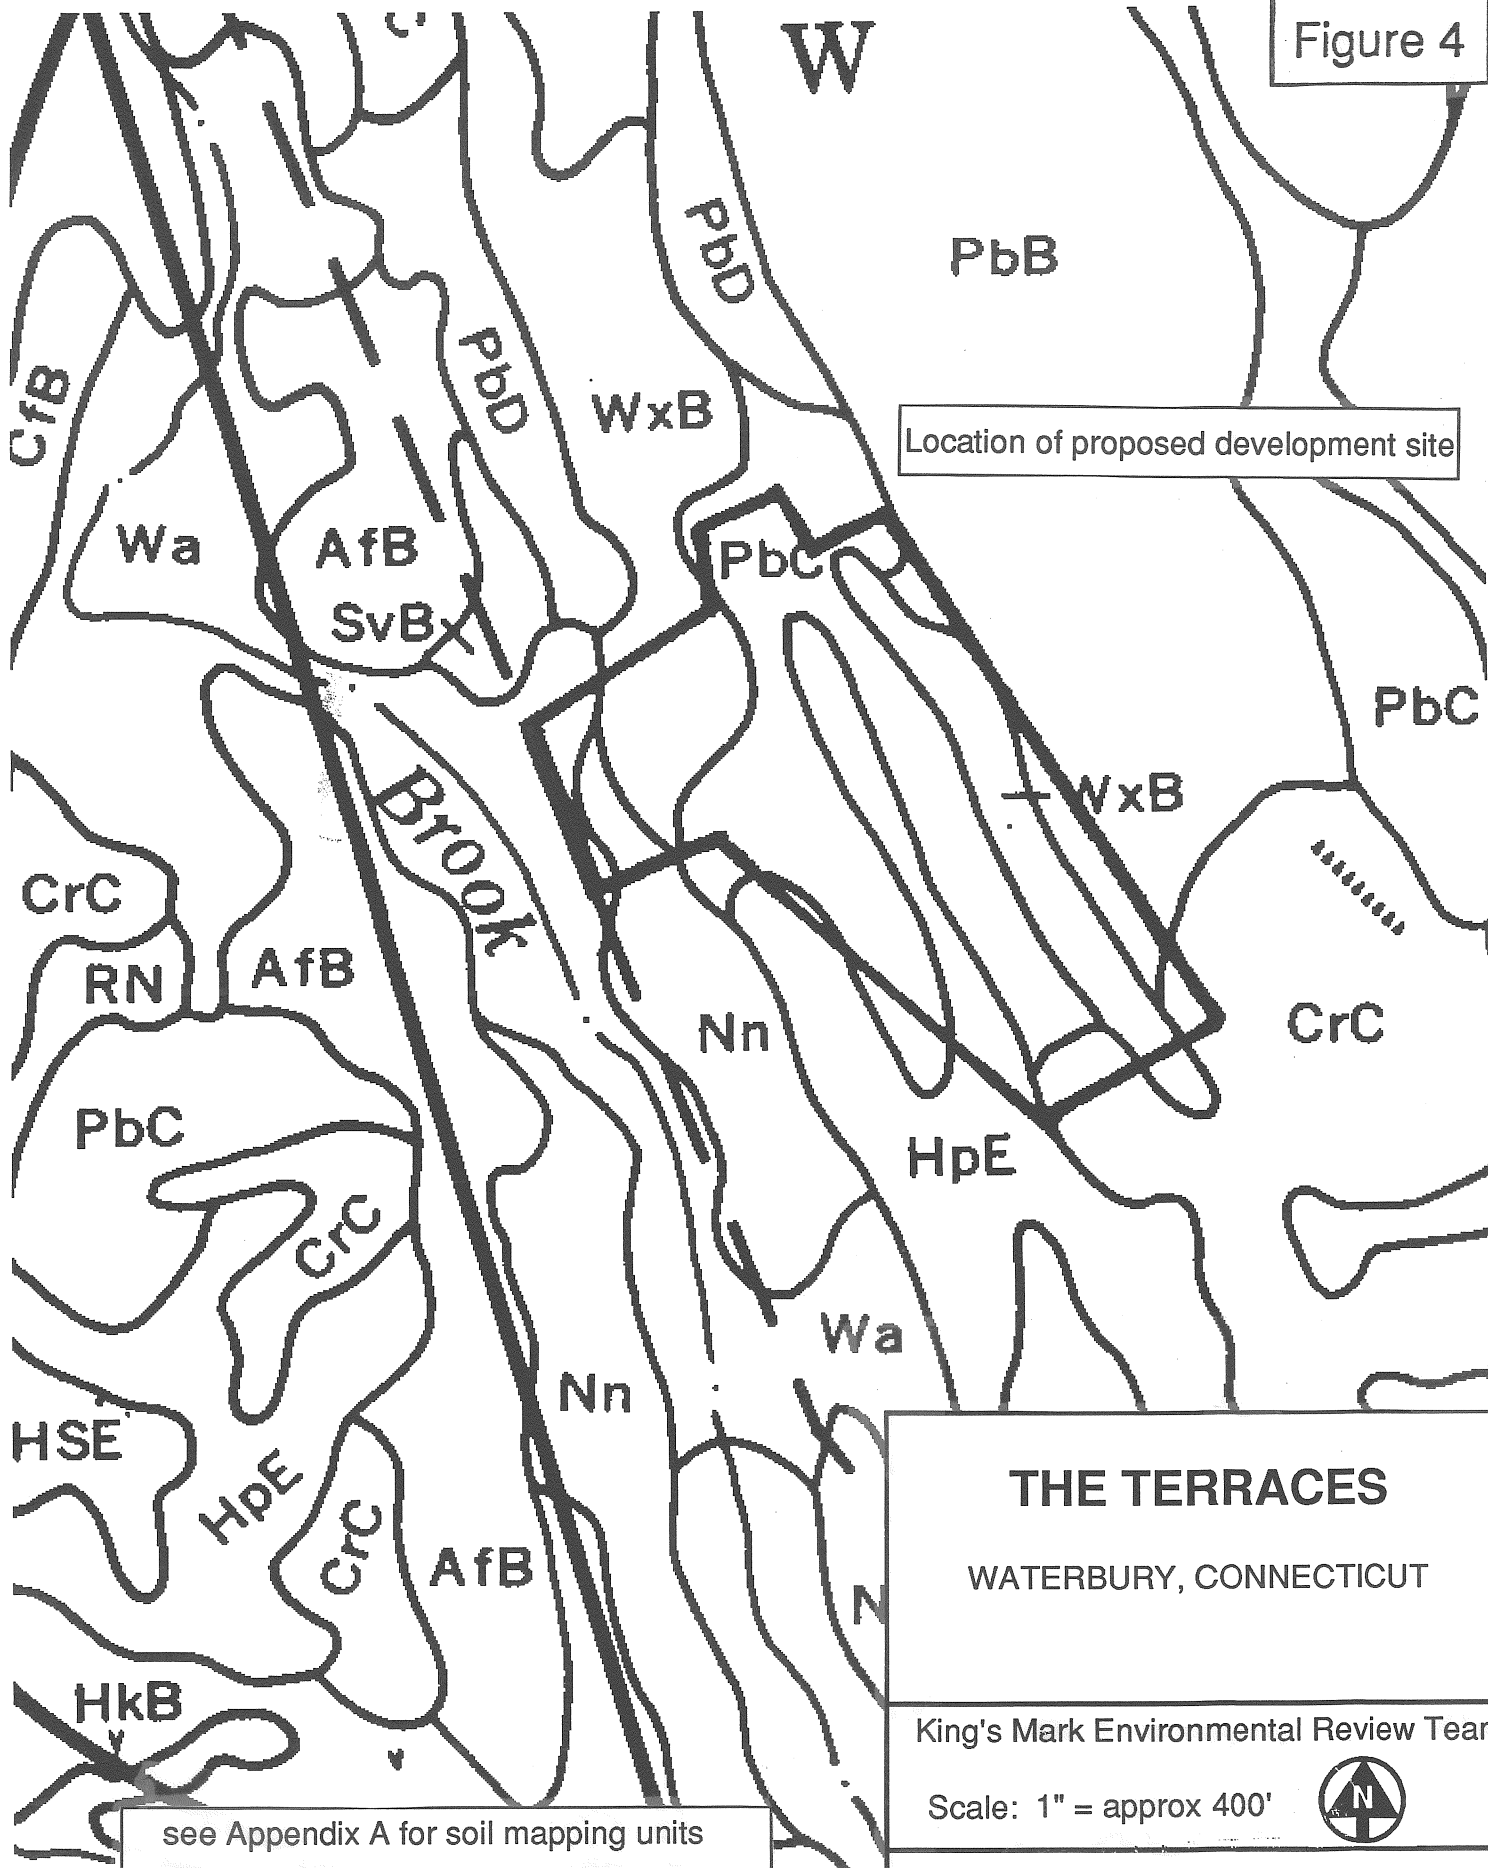 Figure 4
W
PbD
PbB
CfB
PbD
WxB
Location of proposed development site
Wa
AfB
PbC
SvB
PbC
Brook
WxB
CrC
RN
AfB
Nn
CrC
PbC
HpE
CrC
Wa
Nn
HSE
HpE
THE TERRACES
CrC
AfB
WATERBURY, CONNECTICUT
N
HkB
King's Mark Environmental Review Tea
Scale: 1" = approx 400'
N
see Appendix A for soil mapping units